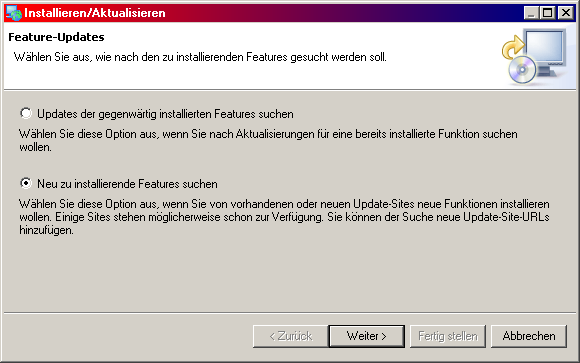 Installieren/Aktualisieren
Feature-Updates
Wählen Sie aus, wie nach den zu installierenden Features gesucht werden soll.
Updates der gegenwärtig installierten Features suchen
Wählen Sie diese Option aus, wenn Sie nach Aktualisierungen für eine bereits installierte Funktion suchen
wollen.
Neu zu installierende Features suchen
Wählen Sie diese Option aus, wenn Sie von vorhandenen oder neuen Update-Sites neue Funktionen installieren
wollen. Einige Sites stehen möglicherweise schon zur Verfügung. Sie können der Suche neue Update-Site-URLs
hinzufügen.
< Zurück Weiter > Fertig stellen Abbrechen